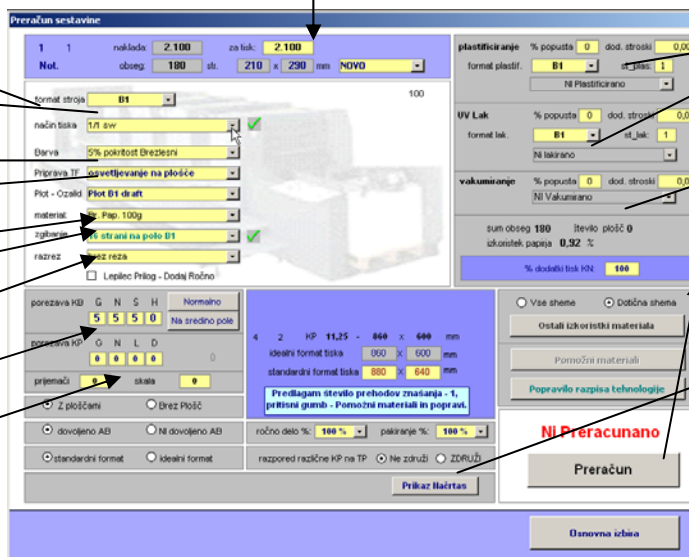 Preračun sestavine
1 1 naklada: 2.100 za tisk: 2.100
Not. obseg: 180 str. 210 x 290 mm NOVO
format stroja B1 100
način tiska 1/1 sw
Barva 5% pokritost Brezlesni
Priprava TF osvetljevanje na plošče
Plot - Ozalid Plot B1 draft
material: Br. Pap. 100g
zgibanje 16 strani na polo B1
razrez brez reza
Lepilec Prilog - Dodaj Ročno
plastificiranje % popusta 0 dod. stroski 0,00
format plastif. B1 st_plas: 1
NI Plastificirano
UV Lak % popusta 0 dod. stroski 0,0
format lak. B1 st_lak: 1
Ni lakirano
vakumiranje % popusta 0 dod. stroski 0,0
NI Vakumirano
sum obseg 180 število plošč 0
izkoristek papirja 0,92 %
% dodatki tisk KN: 100
porezava KB G N S H Normalno
5 5 5 0 Na sredino pole
porezava KP G N L D
0 0 0 0 0
prijemači 0 skala 0
4 2 KP 11,25 - 860 x 600 mm
idealni format tiska 860 x 600 mm
standardni format tiska 880 x 640 mm
Predlagam število prehodov znašanja - 1,
pritisni gumb - Pomožni materiali in popravi.
Vse sheme Dotična shema
Ostali izkoristki materiala
Pomožni materiali
Popravilo razpisa tehnologije
Z ploščami Brez Plošč
dovoljeno AB NI dovoljeno AB
ročno delo %: 100 % pakiranje %: 100 %
standardni format idealni format
razpored različne KP na TP Ne združi ZDRUŽI
Prikaz Načrtas
Ni Preracunano
Preračun
Osnovna izbira